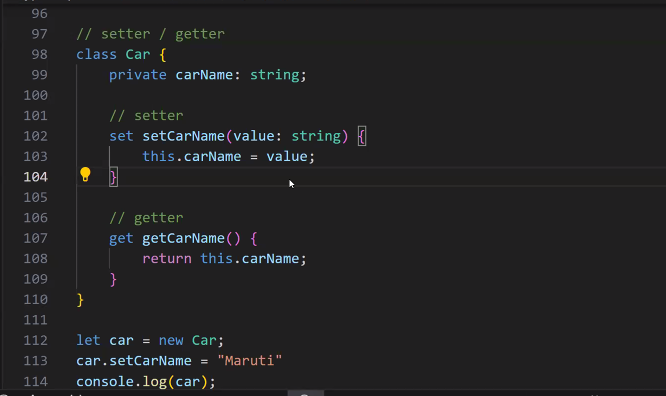 96
97 // setter / getter
98 class Car {
99 private carName: string;
100
101 // setter
102 set setCarName(value: string) {
103 this.carName = value;
104 }
105
106 // getter
107 get getCarName() {
108 return this.carName;
109 }
110 }
111
112 let car = new Car;
113 car.setCarName = "Maruti"
114 console.log(car);